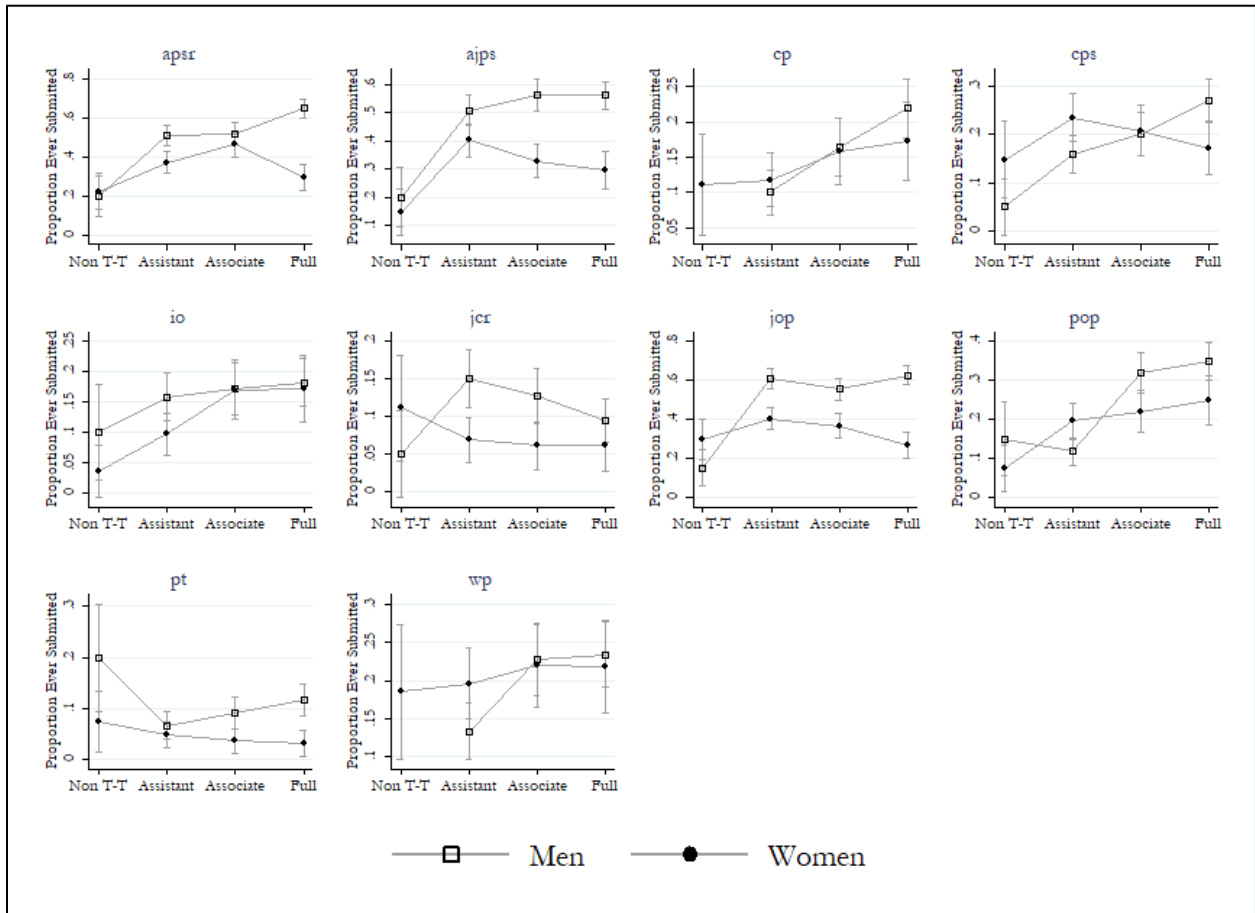 apsr
Proportion Ever Submitted
0 .2 .4 .6 .8
Non T-T Assistant Associate Full
ajps
Proportion Ever Submitted
.1 .2 .3 .4 .5 .6
Non T-T Assistant Associate Full
cp
Proportion Ever Submitted
.05 .1 .15 .2 .25
Non T-T Assistant Associate Full
cps
Proportion Ever Submitted
0 .1 .2 .3
Non T-T Assistant Associate Full
io
Proportion Ever Submitted
0 .05 .1 .15 .2 .25
Non T-T Assistant Associate Full
jcr
Proportion Ever Submitted
0 .05 .1 .15 .2
Non T-T Assistant Associate Full
jop
Proportion Ever Submitted
0 .2 .4 .6 .8
Non T-T Assistant Associate Full
pop
Proportion Ever Submitted
0 .1 .2 .3 .4
Non T-T Assistant Associate Full
pt
Proportion Ever Submitted
0 .1 .2 .3
Non T-T Assistant Associate Full
wp
Proportion Ever Submitted
.1 .15 .2 .25 .3
Non T-T Assistant Associate Full
Men Women